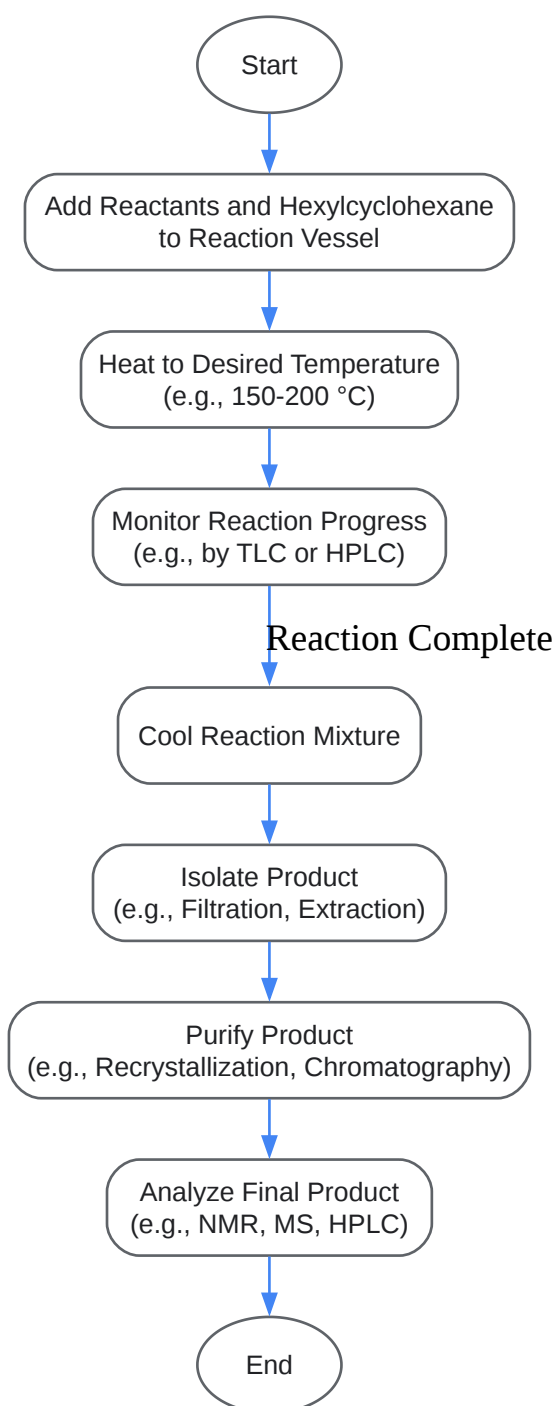 Start
Add Reactants and Hexylcyclohexane
to Reaction Vessel
Heat to Desired Temperature
(e.g., 150-200 °C)
Monitor Reaction Progress
(e.g., by TLC or HPLC)
Reaction Complete
Cool Reaction Mixture
Isolate Product
(e.g., Filtration, Extraction)
Purify Product
(e.g., Recrystallization, Chromatography)
Analyze Final Product
(e.g., NMR, MS, HPLC)
End